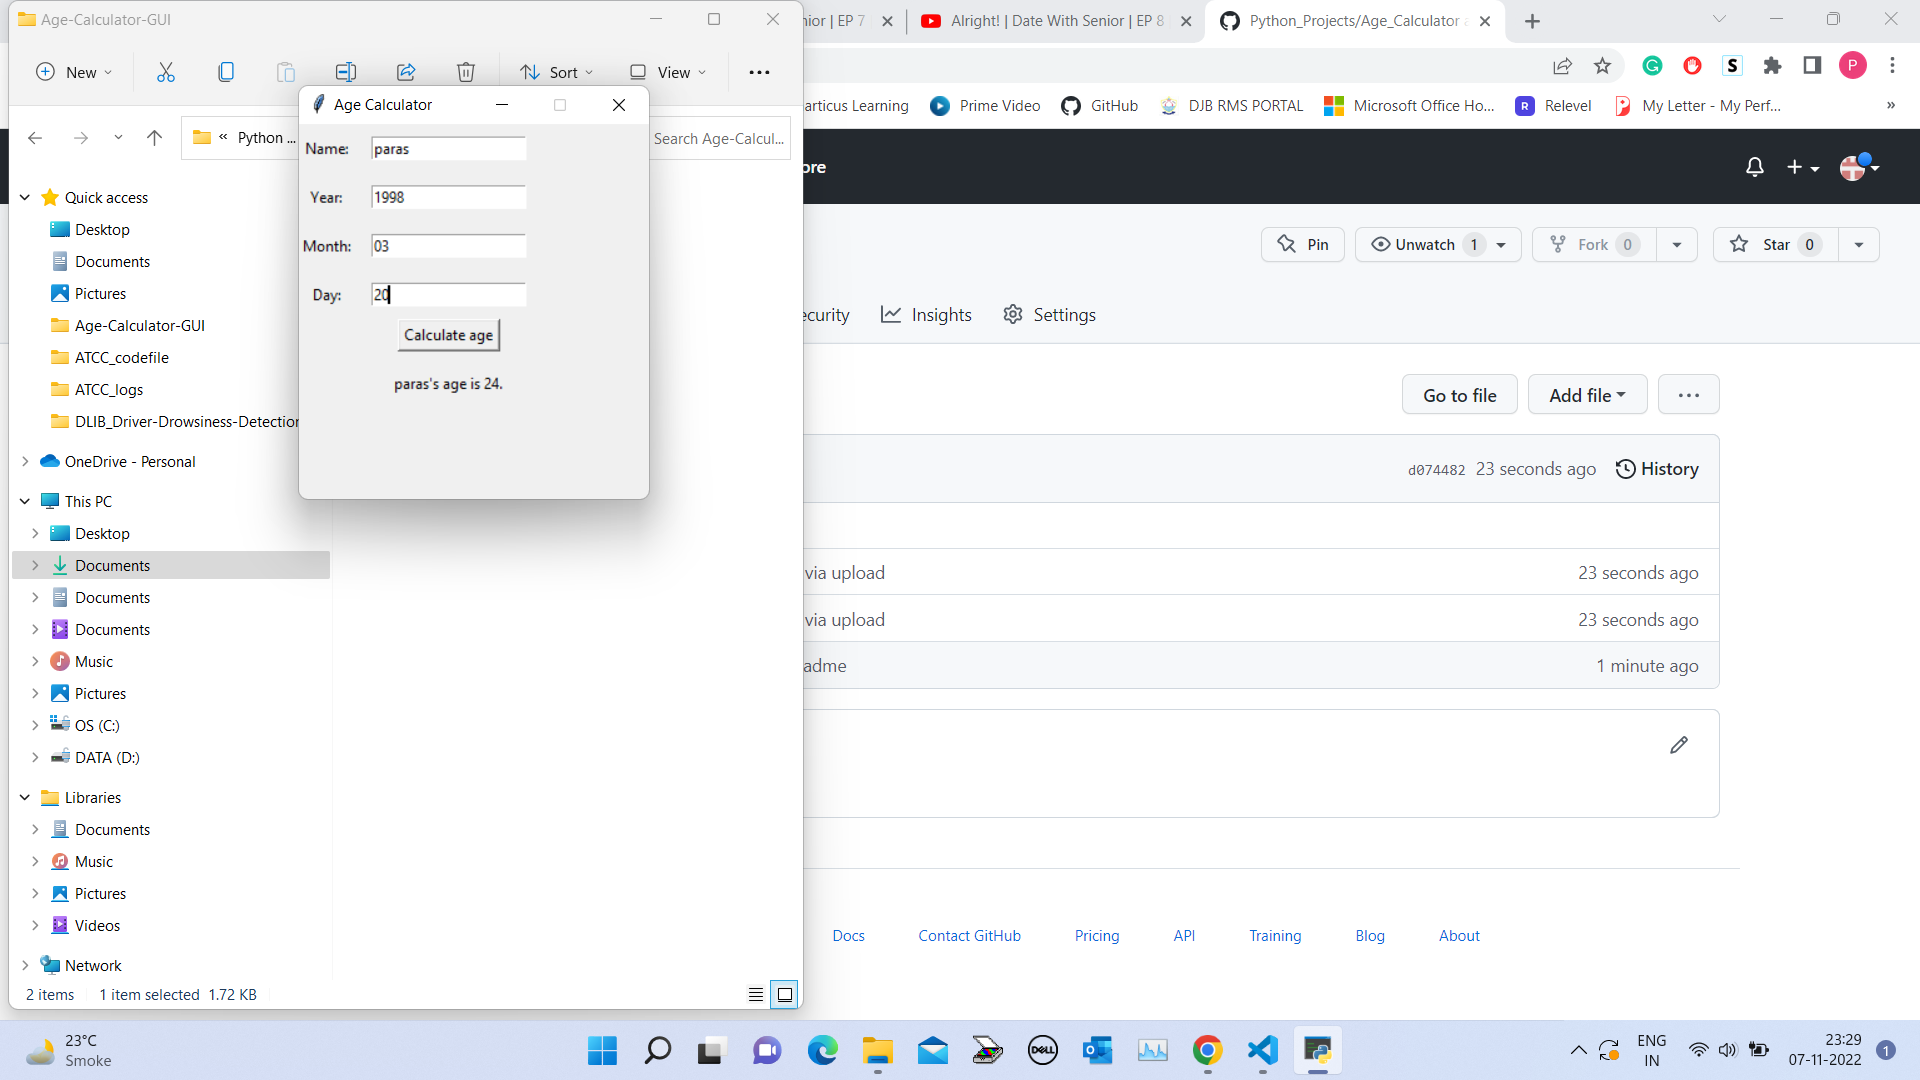 Age-Calculator-GUI
New
Sort
View
Python ...
Search Age-Calcul...
Quick access
Desktop
Documents
Pictures
Age-Calculator-GUI
ATCC_codefile
ATCC_logs
DLIB_Driver-Drowsiness-Detection
OneDrive - Personal
This PC
Desktop
Documents
Documents
Documents
Music
Pictures
OS (C:)
DATA (D:)
Libraries
Documents
Music
Pictures
Videos
Network
2 items 1 item selected 1.72 KB
Age Calculator
Name: paras
Year: 1998
Month: 03
Day: 20
Calculate age
paras's age is 24.
nior | EP 7
Alright! | Date With Senior | EP 8
Python_Projects/Age_Calculator a
articus Learning
Prime Video
GitHub
DJB RMS PORTAL
Microsoft Office Ho...
Relevel
My Letter - My Perf...
»
P
ore
Pin
Unwatch 1
Fork 0
Star 0
ecurity
Insights
Settings
Go to file
Add file
d074482 23 seconds ago History
via upload 23 seconds ago
via upload 23 seconds ago
adme 1 minute ago
Docs Contact GitHub Pricing API Training Blog About
23°C
Smoke
DELL
ENG
IN
23:29
07-11-2022
1